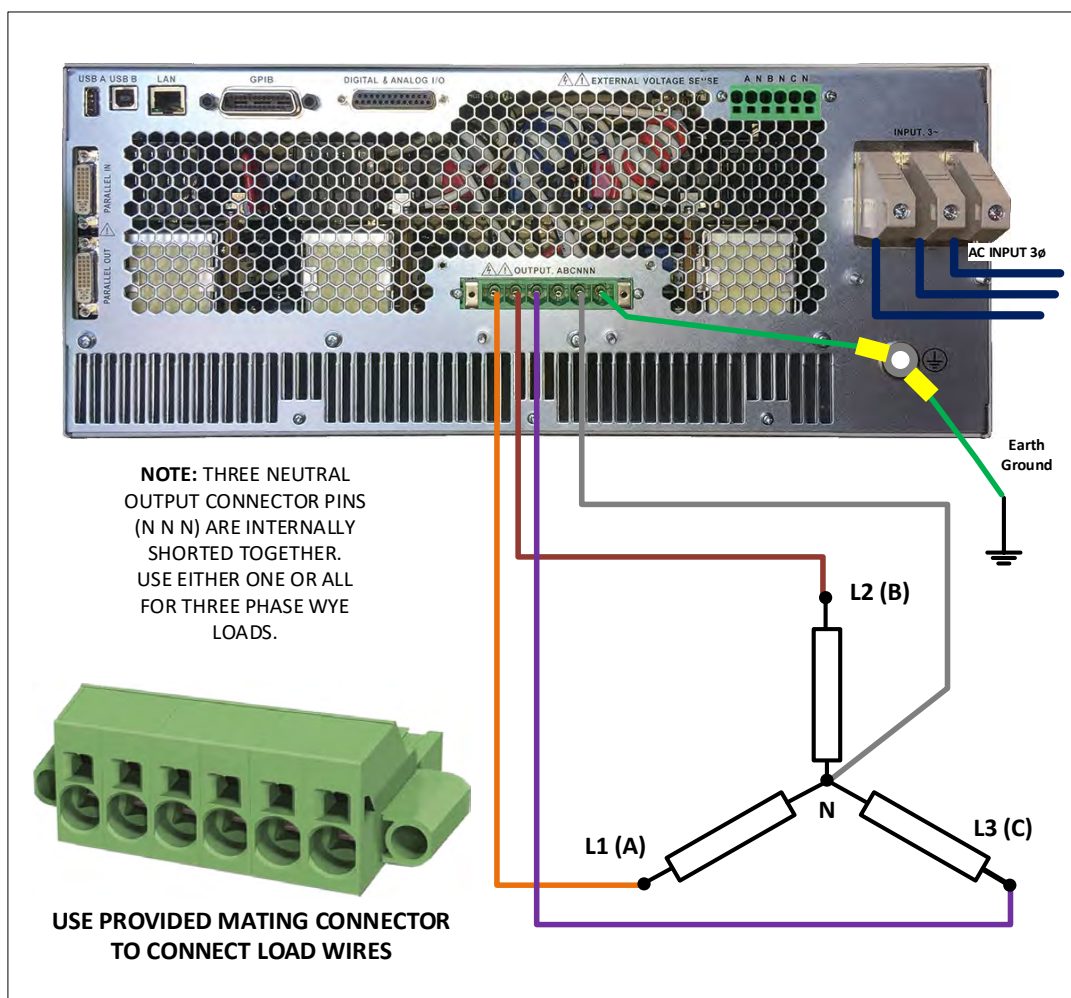 USB A USB B LAN GPIB DIGITAL & ANALOG I/O EXTERNAL VOLTAGE SENSE A N B N C N
INPUT. 3~
PARALLEL IN
PARALLEL OUT
AC INPUT 3ø
OUTPUT. ABCNNN
Earth
Ground
NOTE: THREE NEUTRAL
OUTPUT CONNECTOR PINS
(N N N) ARE INTERNALLY
SHORTED TOGETHER.
USE EITHER ONE OR ALL
FOR THREE PHASE WYE
LOADS.
L2 (B)
N
L1 (A)
L3 (C)
USE PROVIDED MATING CONNECTOR
TO CONNECT LOAD WIRES